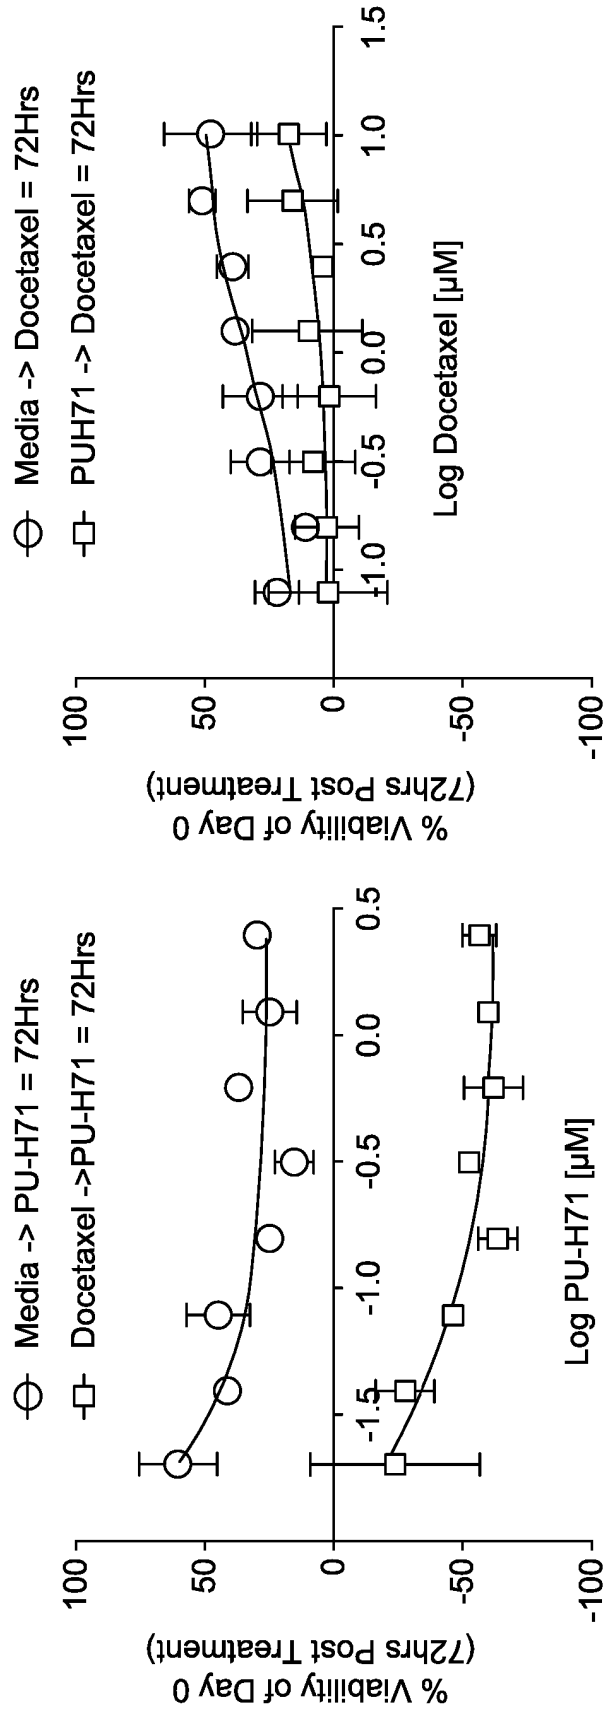 Media -> PU-H71 = 72Hrs
Docetaxel ->PU-H71 = 72Hrs
% Viability of Day 0
(72hrs Post Treatment)
100
50
0
-50
-100
-1.5
-1.0
-0.5
0.0
0.5
Log PU-H71 [µM]
Media -> Docetaxel = 72Hrs
PUH71 -> Docetaxel = 72Hrs
% Viability of Day 0
(72hrs Post Treatment)
100
50
0
-50
-100
-1.0
-0.5
0.0
0.5
1.0
1.5
Log Docetaxel [µM]